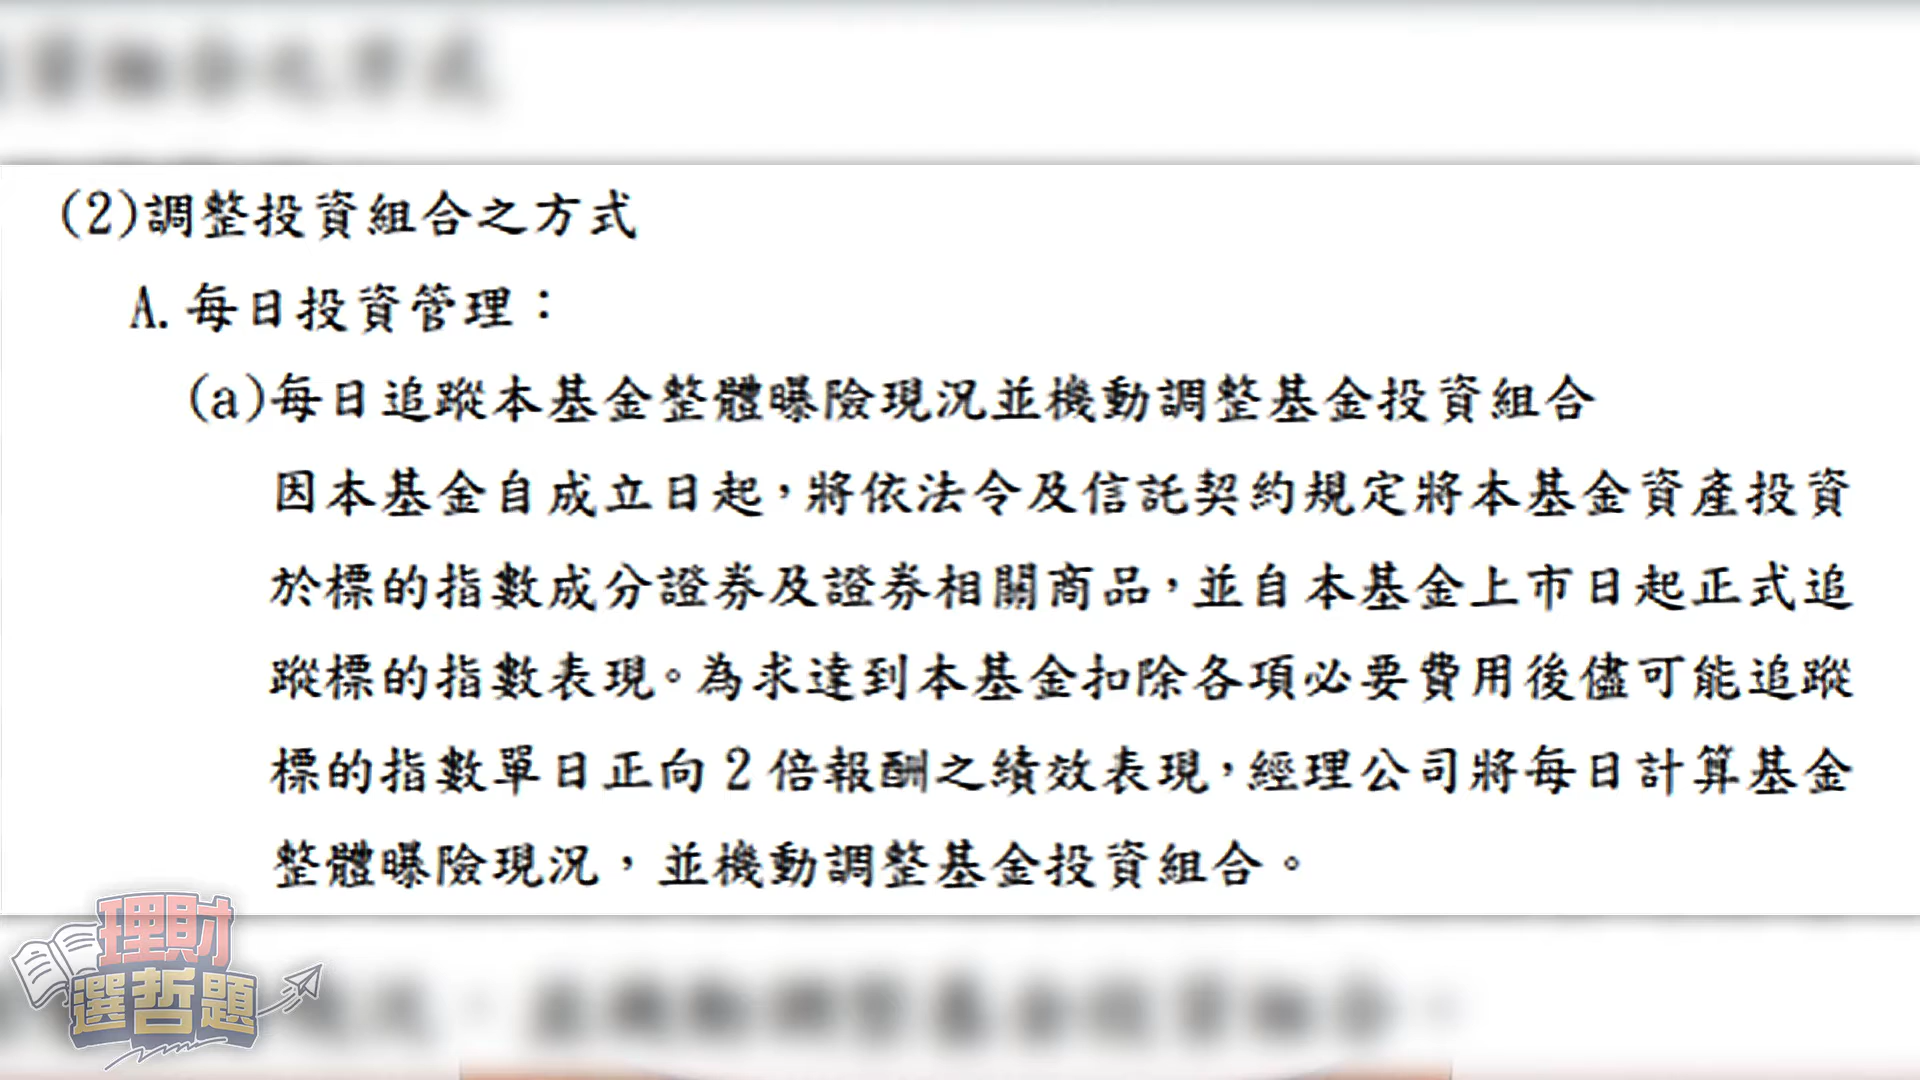 (2)調整投資組合之方式
A.每日投資管理：
(a)每日追蹤本基金整體曝險現況並機動調整基金投資組合
因本基金自成立日起，將依法令及信託契約規定將本基金資產投資
於標的指數成分證券及證券相關商品，並自本基金上市日起正式追
蹤標的指數表現。為求達到本基金扣除各項必要費用後儘可能追蹤
標的指數單日正向2倍報酬之績效表現，經理公司將每日計算基金
整體曝險現況，並機動調整基金投資組合。
理財
選哲題